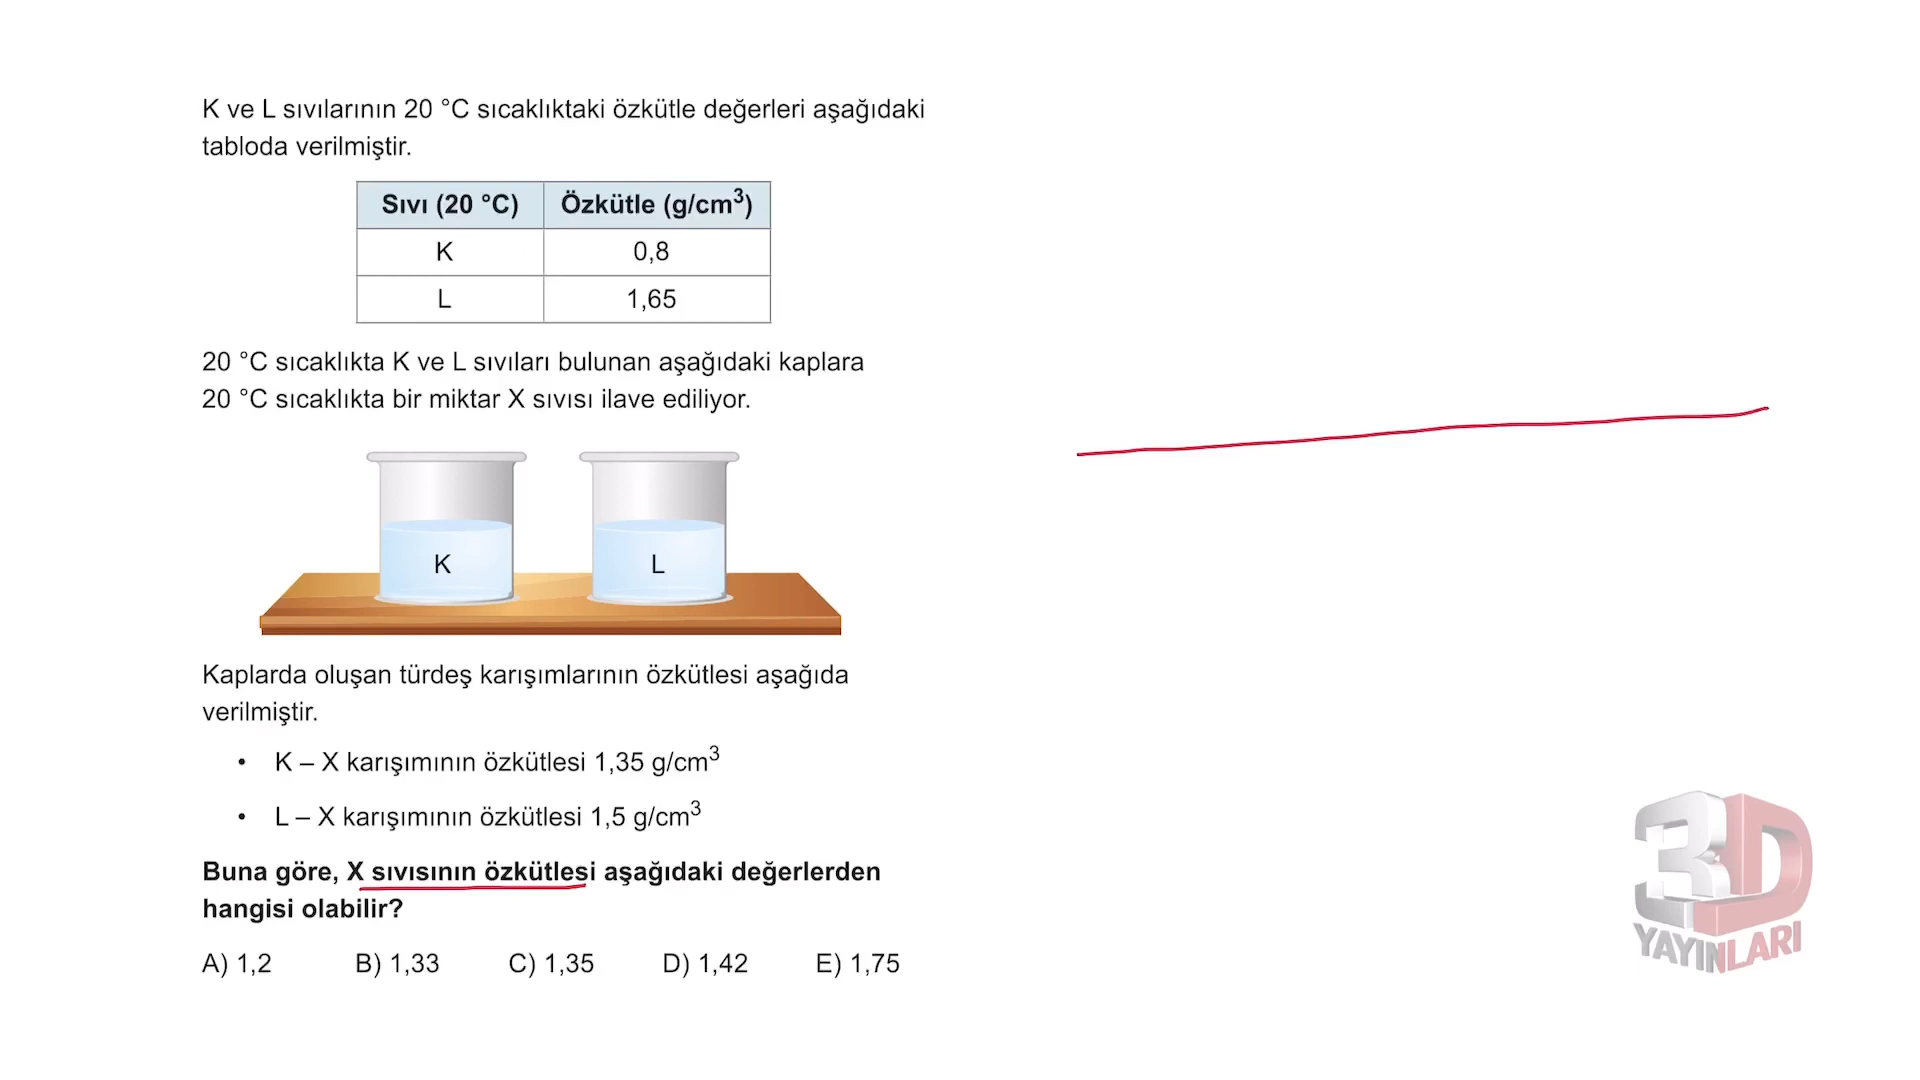 K ve L sıvılarının 20 °C sıcaklıktaki özkütle değerleri aşağıdaki
tabloda verilmiştir.
Sıvı (20 °C) Özkütle (g/cm³)
K 0,8
L 1,65
20 °C sıcaklıkta K ve L sıvıları bulunan aşağıdaki kaplara
20 °C sıcaklıkta bir miktar X sıvısı ilave ediliyor.
K L
Kaplarda oluşan türdeş karışımlarının özkütlesi aşağıda
verilmiştir.
• K – X karışımının özkütlesi 1,35 g/cm³
• L – X karışımının özkütlesi 1,5 g/cm³
Buna göre, X sıvısının özkütlesi aşağıdaki değerlerden
hangisi olabilir?
A) 1,2 B) 1,33 C) 1,35 D) 1,42 E) 1,75
3D
YAYINLARI